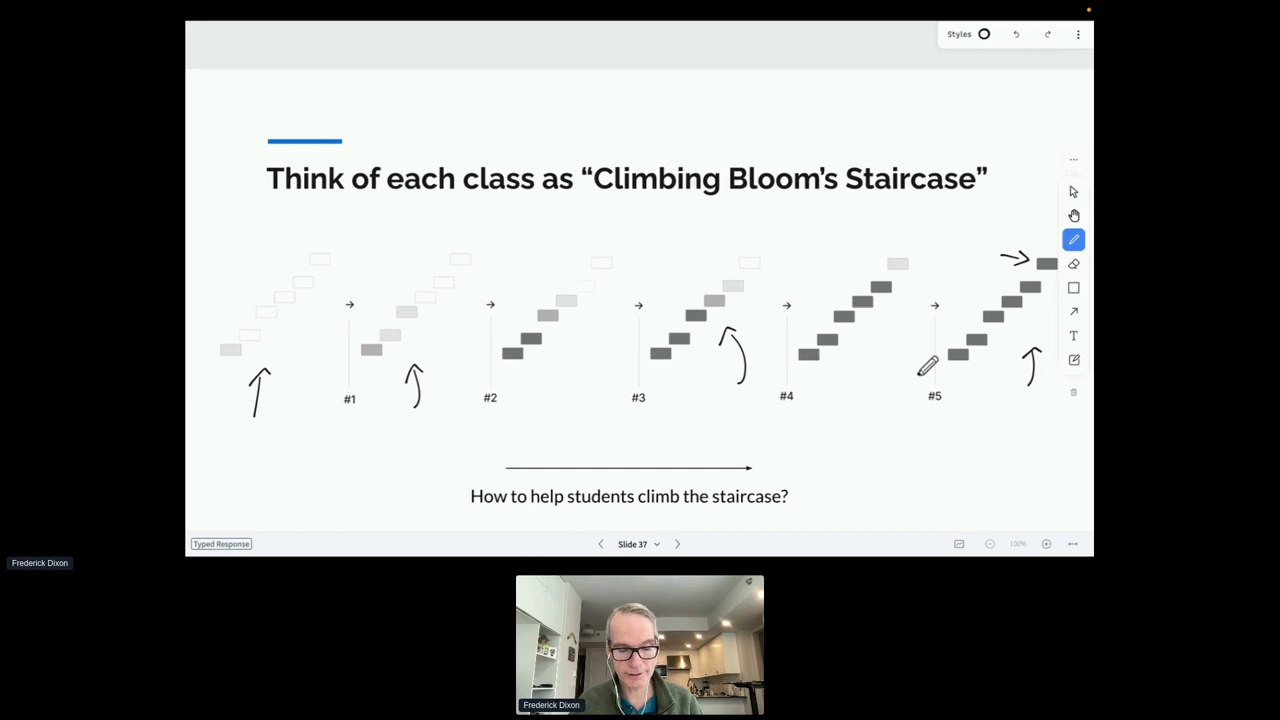 Styles
Think of each class as “Climbing Bloom’s Staircase”
#1 #2 #3 #4 #5
How to help students climb the staircase?
Typed Response
Slide 37
100%
T
Frederick Dixon
Frederick Dixon